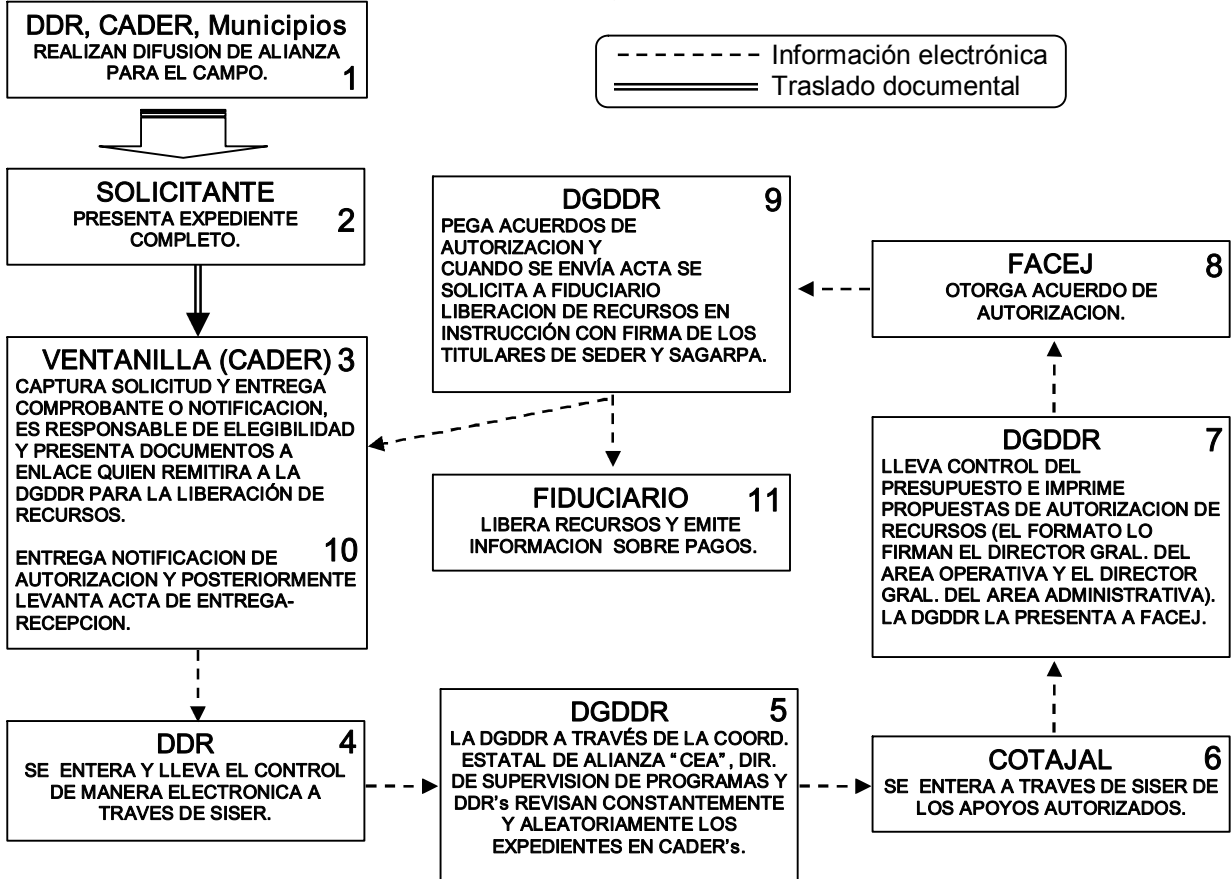 DDR, CADER, Municipios
REALIZAN DIFUSION DE ALIANZA
PARA EL CAMPO.
1
Información electrónica
Traslado documental
SOLICITANTE
PRESENTA EXPEDIENTE
COMPLETO.
2
VENTANILLA (CADER) 3
CAPTURA SOLICITUD Y ENTREGA
COMPROBANTE O NOTIFICACION,
ES RESPONSABLE DE ELEGIBILIDAD
Y PRESENTA DOCUMENTOS A
ENLACE QUIEN REMITIRA A LA
DGDDR PARA LA LIBERACIÓN DE
RECURSOS.
10
ENTREGA NOTIFICACION DE
AUTORIZACION Y POSTERIORMENTE
LEVANTA ACTA DE ENTREGA-
RECEPCION.
DDR 4
SE ENTERA Y LLEVA EL CONTROL
DE MANERA ELECTRONICA A
TRAVES DE SISER.
DGDDR 5
LA DGDDR A TRAVÉS DE LA COORD.
ESTATAL DE ALIANZA "CEA", DIR.
DE SUPERVISION DE PROGRAMAS Y
DDR's REVISAN CONSTANTEMENTE
Y ALEATORIAMENTE LOS
EXPEDIENTES EN CADER's.
COTAJAL 6
SE ENTERA A TRAVES DE SISER DE
LOS APOYOS AUTORIZADOS.
DGDDR 7
LLEVA CONTROL DEL
PRESUPUESTO E IMPRIME
PROPUESTAS DE AUTORIZACION DE
RECURSOS (EL FORMATO LO
FIRMAN EL DIRECTOR GRAL. DEL
AREA OPERATIVA Y EL DIRECTOR
GRAL. DEL AREA ADMINISTRATIVA).
LA DGDDR LA PRESENTA A FACEJ.
FACEJ 8
OTORGA ACUERDO DE
AUTORIZACION.
DGDDR 9
PEGA ACUERDOS DE
AUTORIZACION Y
CUANDO SE ENVÍA ACTA SE
SOLICITA A FIDUCIARIO
LIBERACION DE RECURSOS EN
INSTRUCCIÓN CON FIRMA DE LOS
TITULARES DE SEDER Y SAGARPA.
FIDUCIARIO 11
LIBERA RECURSOS Y EMITE
INFORMACION SOBRE PAGOS.